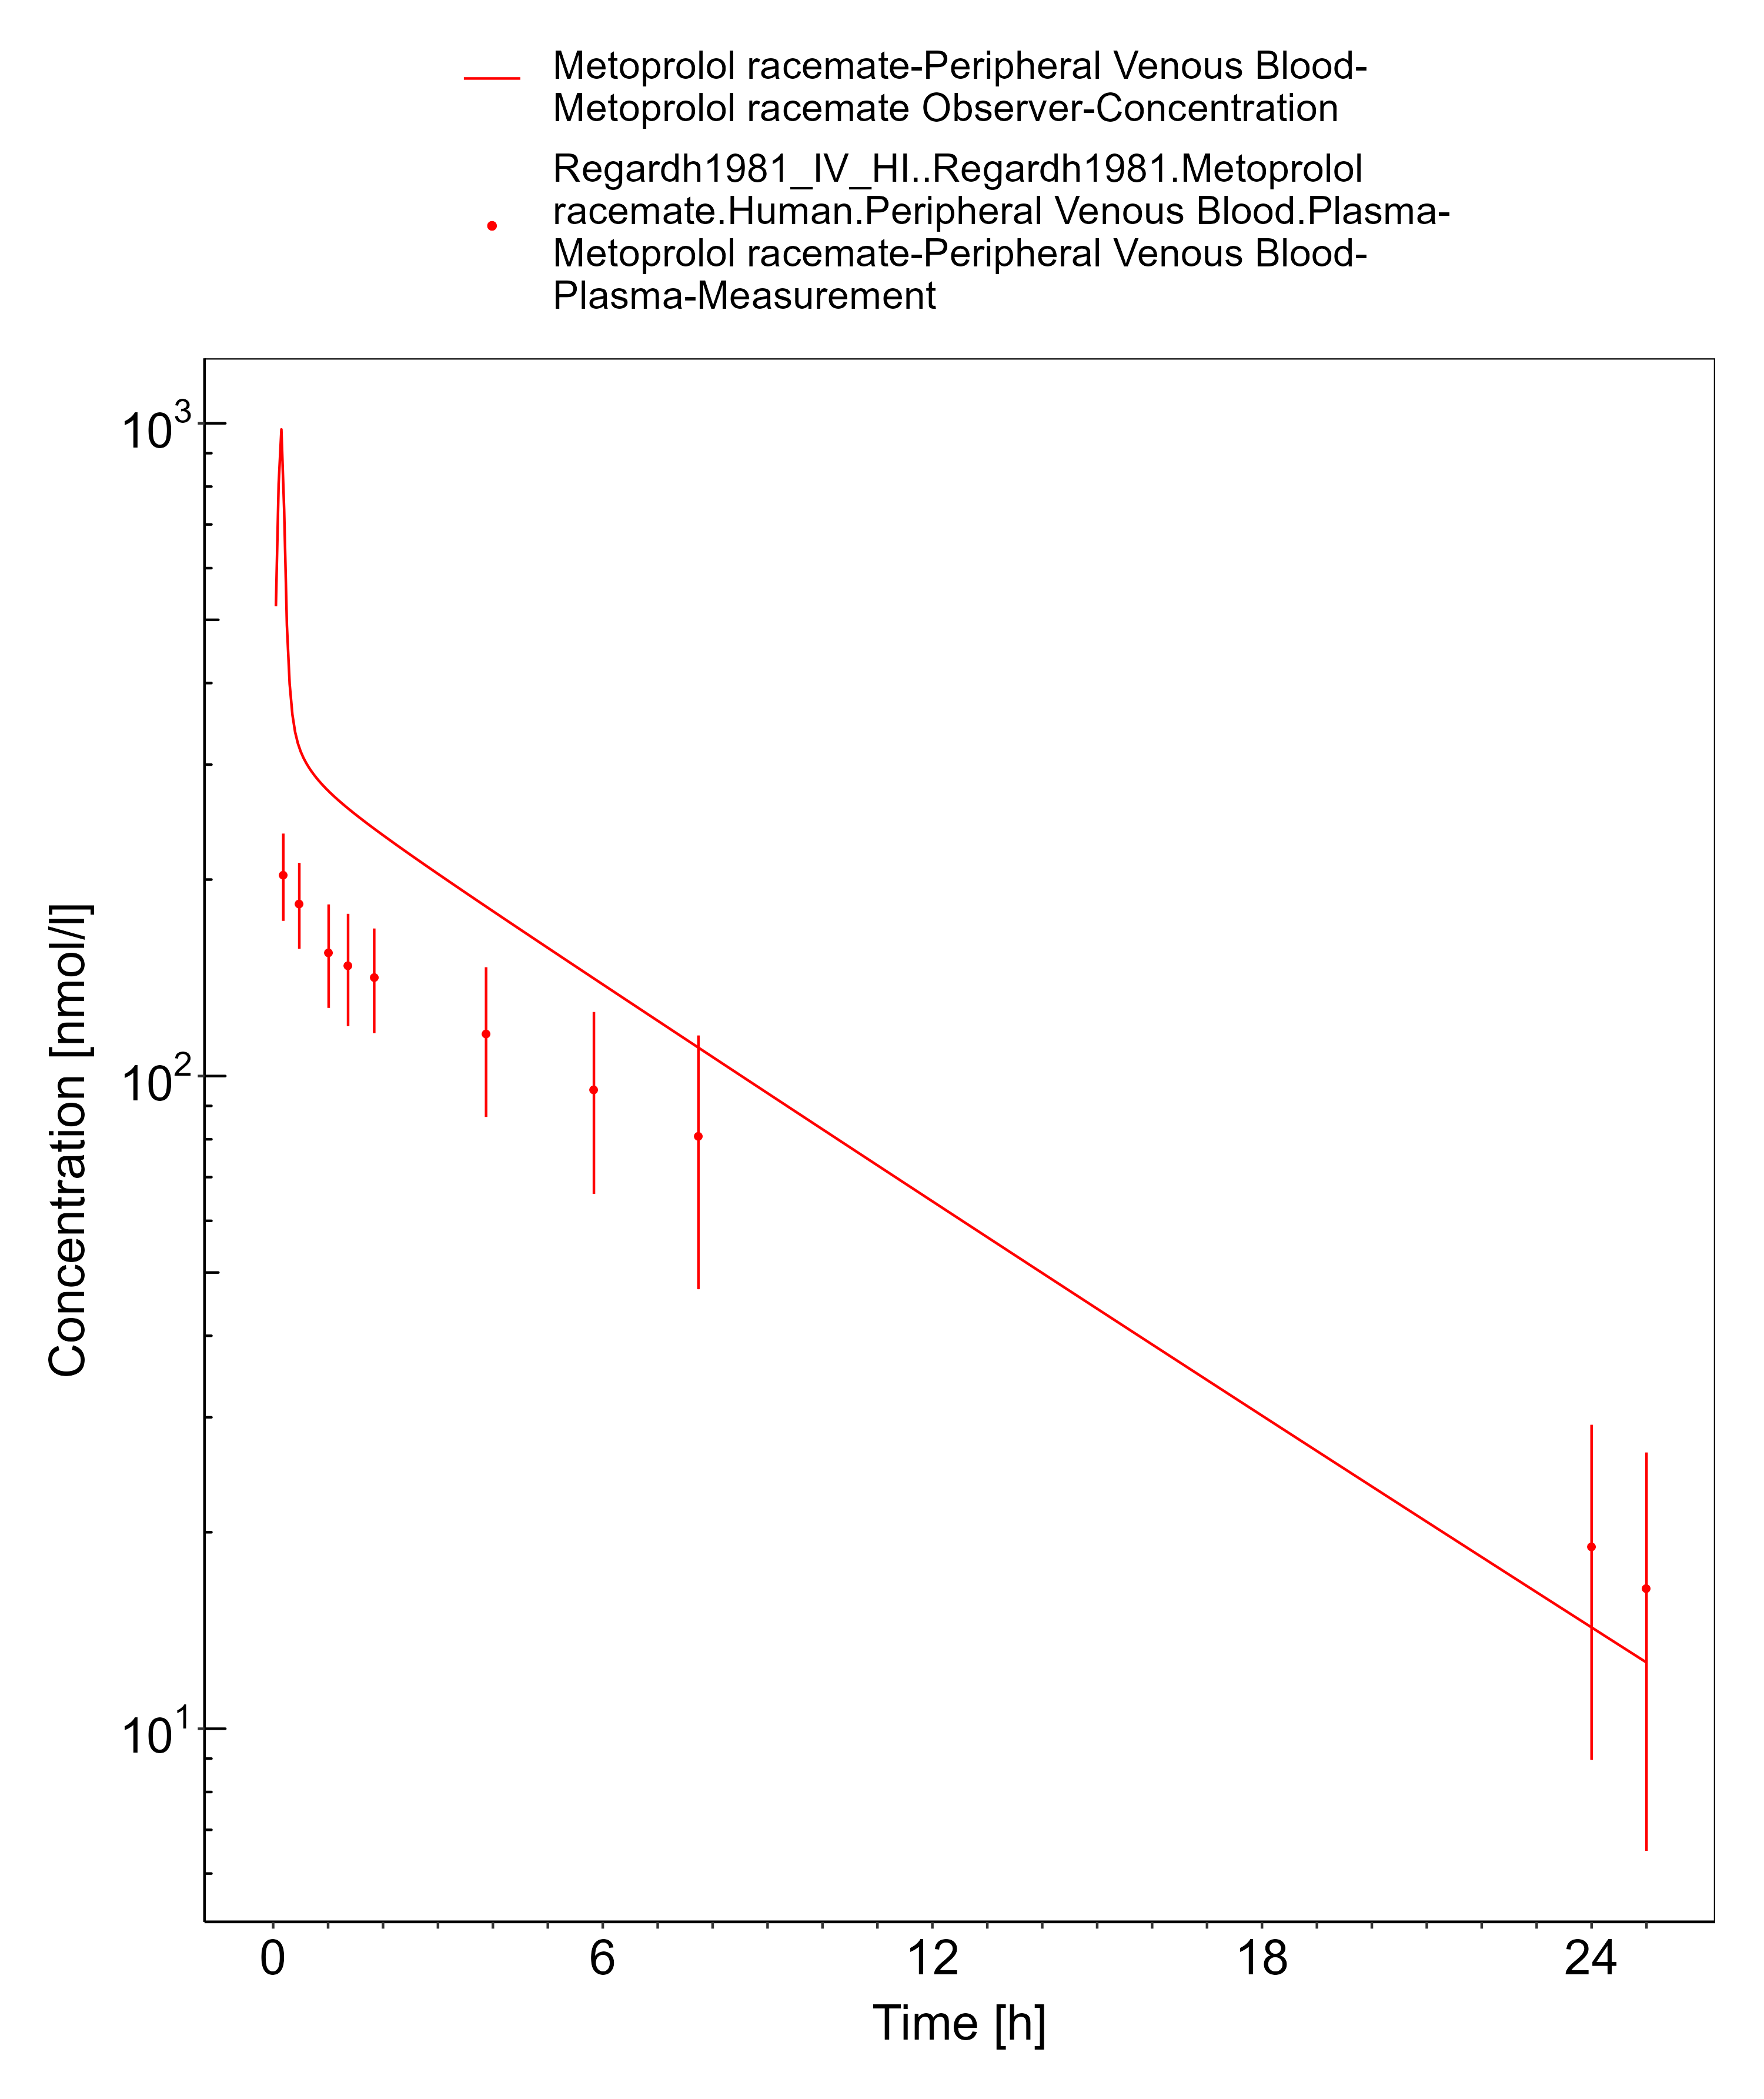 Metoprolol racemate-Peripheral Venous Blood-
Metoprolol racemate Observer-Concentration
Regardh1981_IV_HI..Regardh1981.Metoprolol
racemate.Human.Peripheral Venous Blood.Plasma-
Metoprolol racemate-Peripheral Venous Blood-
Plasma-Measurement
10³
10²
10¹
Concentration [nmol/l]
0 6 12 18 24
Time [h]